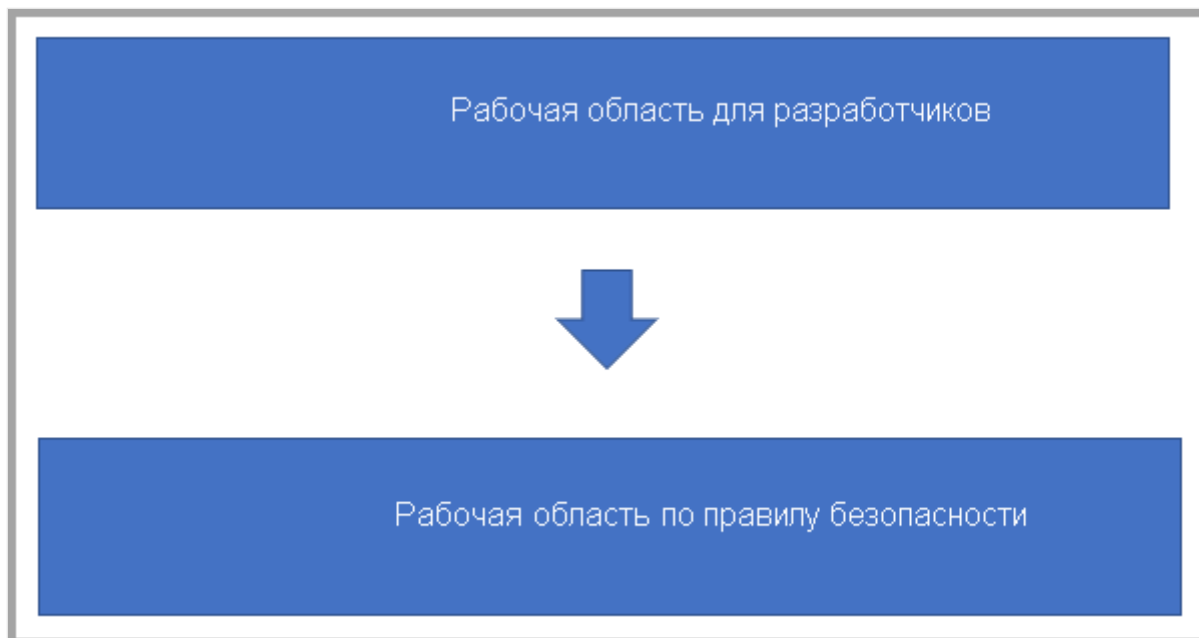 Рабочая область для разработчиков
Рабочая область по правилу безопасности